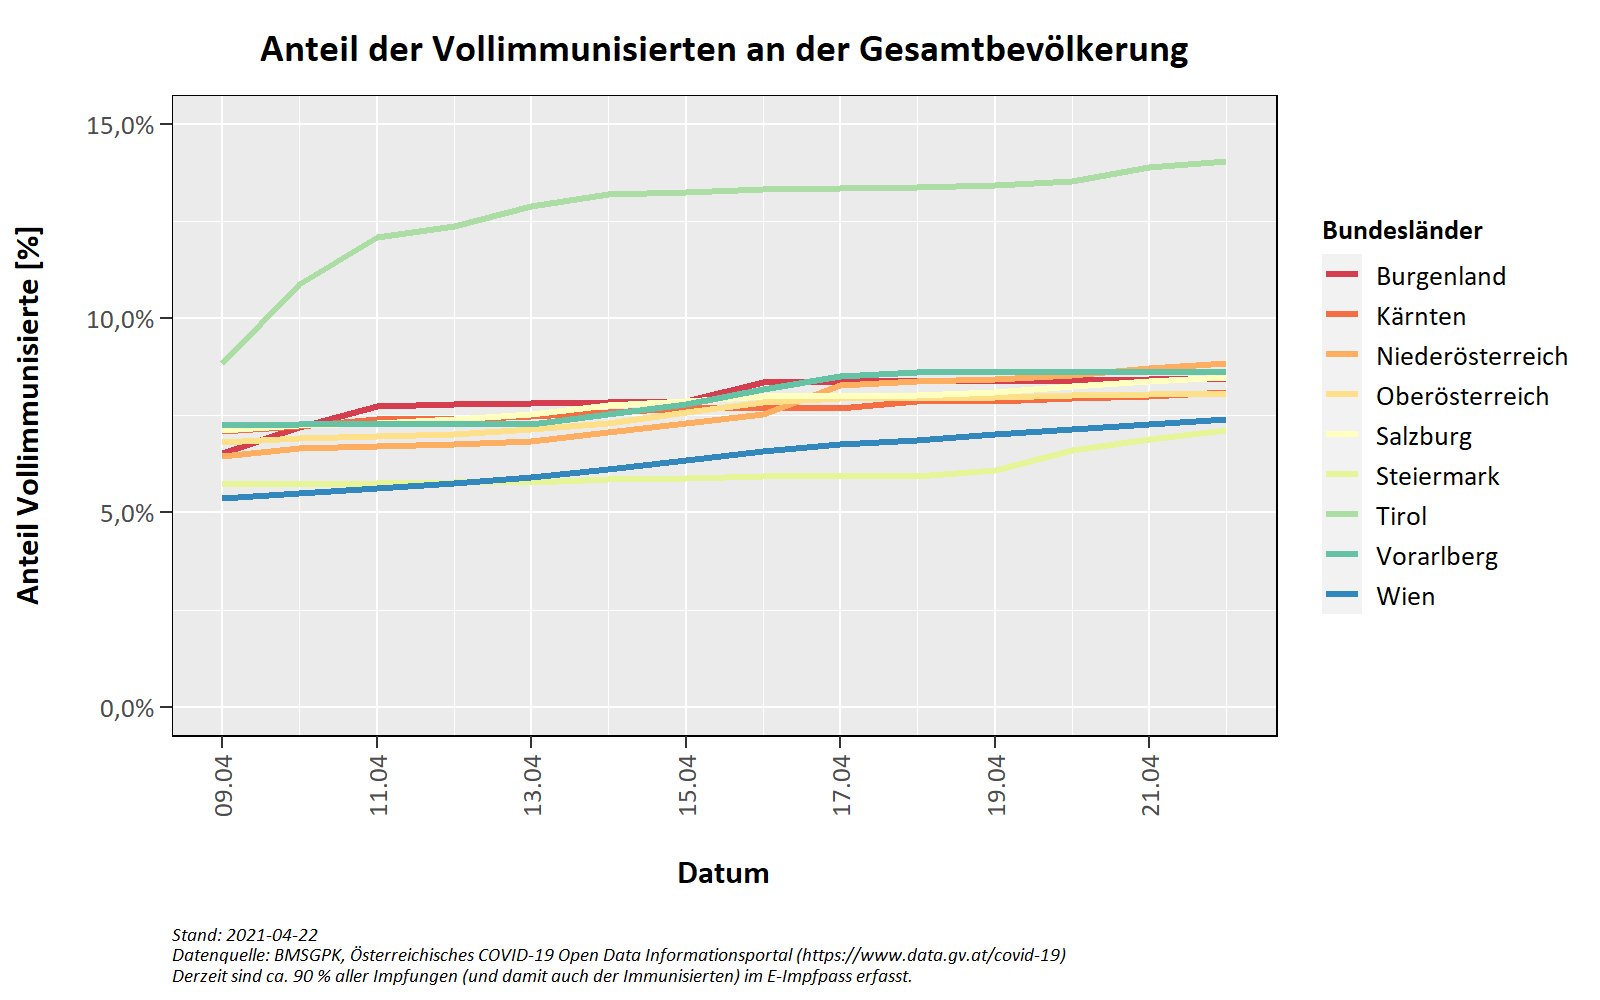 Anteil der Vollimmunisierten an der Gesamtbevölkerung
Anteil Vollimmunisierte [%]
15,0%
10,0%
5,0%
0,0%
09.04
11.04
13.04
15.04
17.04
19.04
21.04
Datum
Bundesländer
Burgenland
Kärnten
Niederösterreich
Oberösterreich
Salzburg
Steiermark
Tirol
Vorarlberg
Wien
Stand: 2021-04-22
Datenquelle: BMSGPK, Österreichisches COVID-19 Open Data Informationsportal (https://www.data.gv.at/covid-19)
Derzeit sind ca. 90 % aller Impfungen (und damit auch der Immunisierten) im E-Impfpass erfasst.